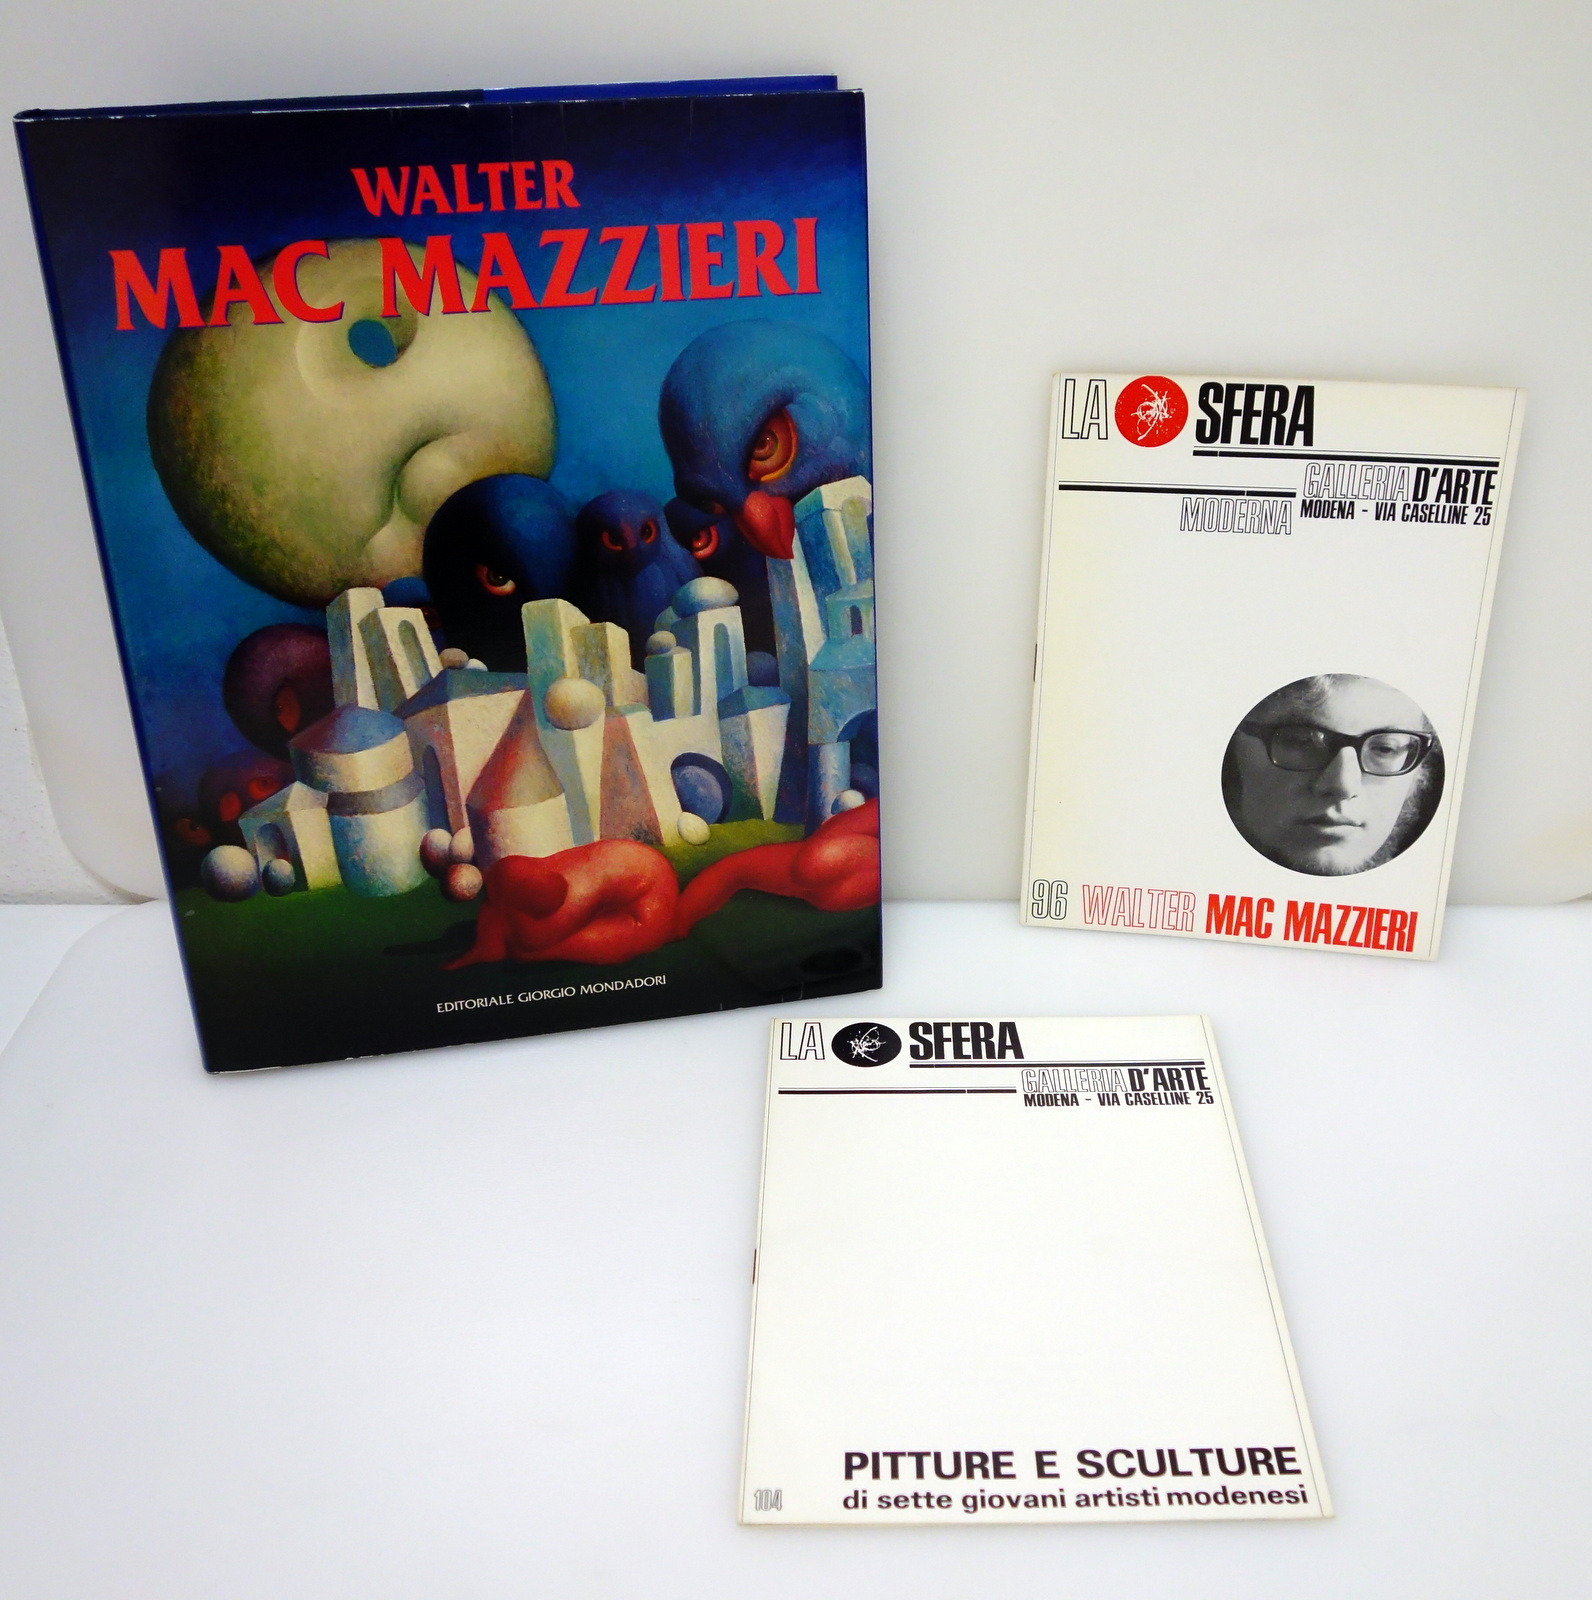 WALTER
MAC MAZZIERI
EDITORIALE GIORGIO MONDADORI
LA SFERA
GALLERIA D'ARTE
MODERNA MODENA - VIA CASELLINE 25
96 WALTER MAC MAZZIERI
LA SFERA
GALLERIA D'ARTE
MODENA - VIA CASELLINE 25
PITTURE E SCULTURE
104 di sette giovani artisti modenesi